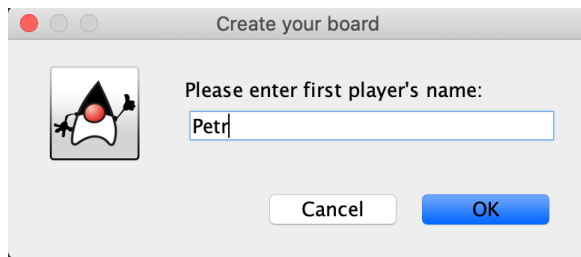 Create your board
Please enter first player's name:
Petr
Cancel
OK